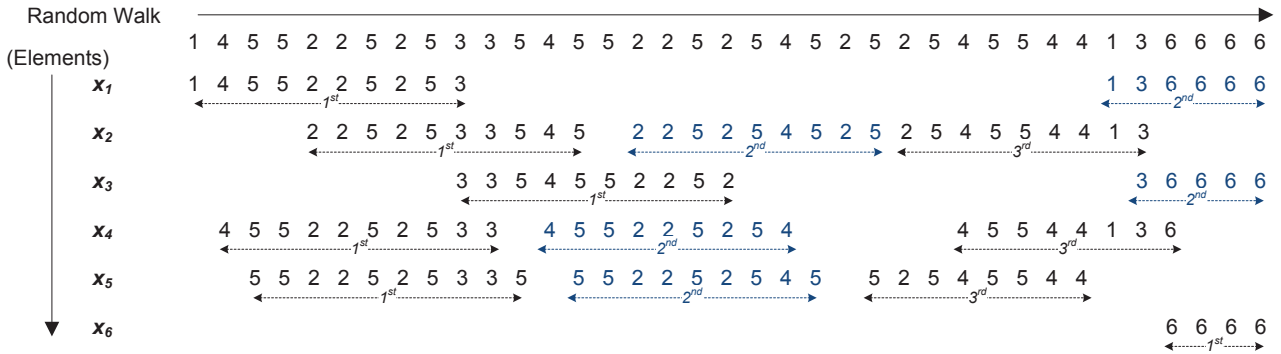 Random Walk
1 4 5 5 2 2 5 2 5 3 3 5 4 5 5 2 2 5 2 5 4 5 2 5 2 5 4 5 5 4 4 1 3 6 6 6 6
(Elements)
x1 1 4 5 5 2 2 5 2 5 3 1 3 6 6 6 6
1st 2nd
x2 2 2 5 2 5 3 3 5 4 5 2 2 5 2 5 4 5 2 5 2 5 4 5 5 4 4 1 3
1st 2nd 3rd
x3 3 3 5 4 5 5 2 2 5 2 3 6 6 6 6
1st 2nd
x4 4 5 5 2 2 5 2 5 3 3 4 5 5 2 2 5 2 5 4 4 5 5 4 4 1 3 6
1st 2nd 3rd
x5 5 5 2 2 5 2 5 3 3 5 5 5 2 2 5 2 5 4 5 5 2 5 4 5 5 4 4
1st 2nd 3rd
x6 6 6 6 6
1st